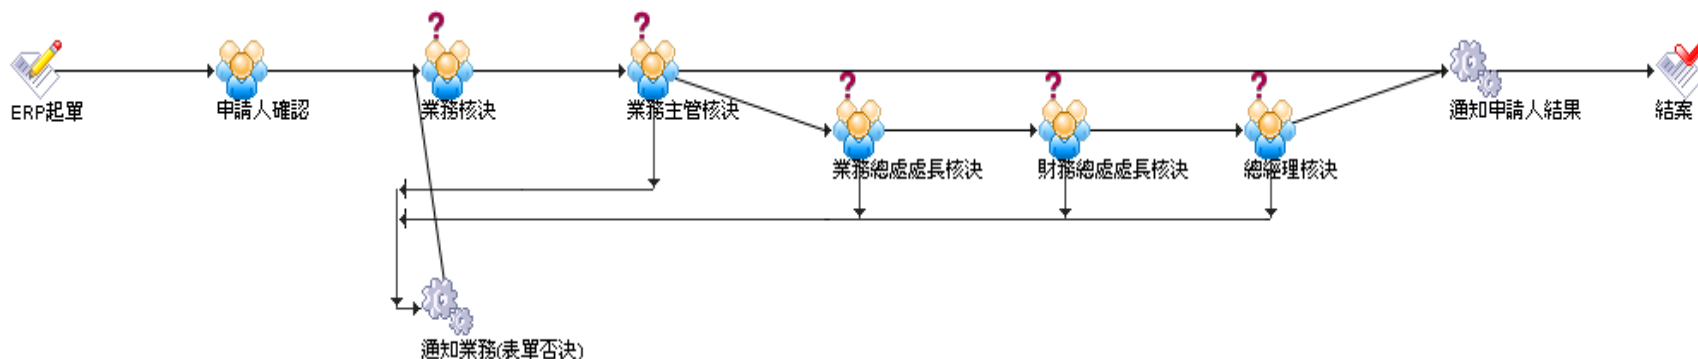 ERP起單
申請人確認
?
業務核決
?
業務主管核決
?
業務總處處長核決
?
財務總處處長核決
?
總經理核決
通知申請人結果
結案
通知業務(表單否決)